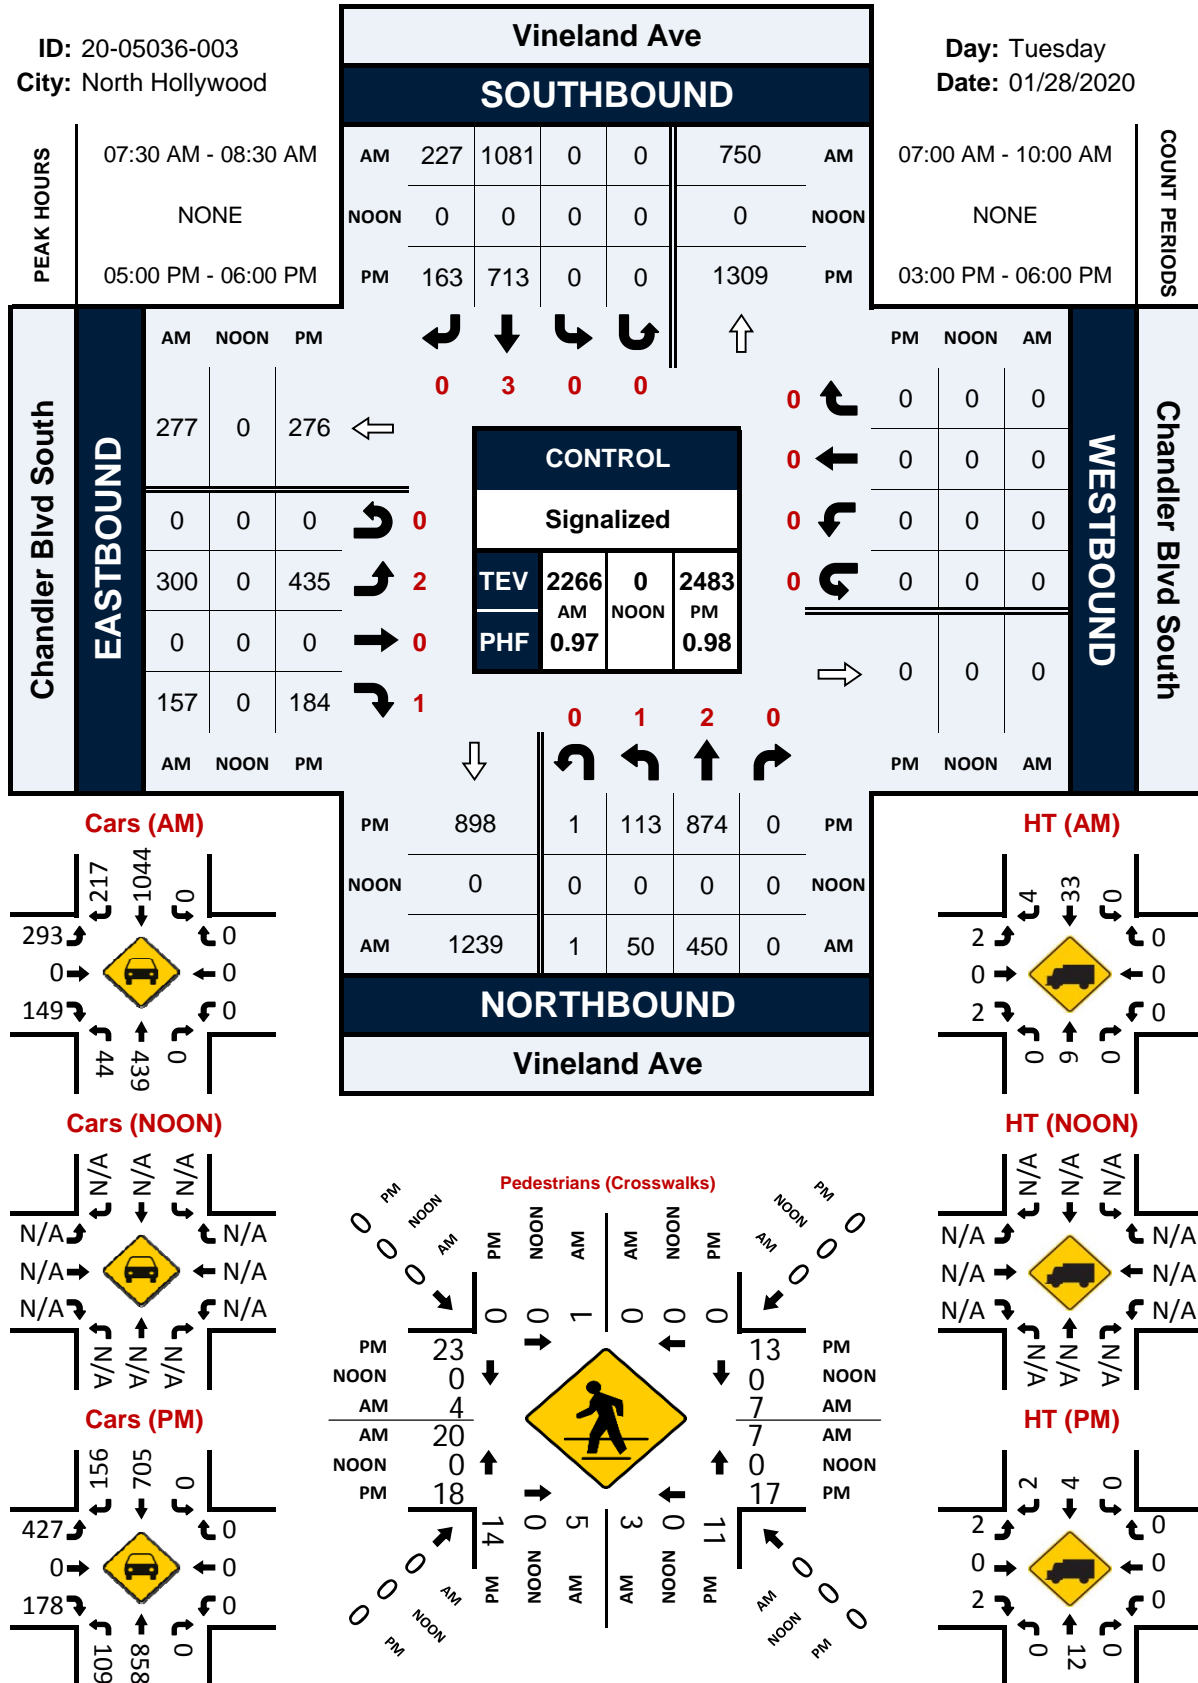 Vineland Ave
ID: 20-05036-003
Day: Tuesday
City: North Hollywood
Date: 01/28/2020
SOUTHBOUND
PEAK HOURS
07:30 AM - 08:30 AM
NONE
05:00 PM - 06:00 PM
AM 227 1081 0 0 750 AM
NOON 0 0 0 0 0 NOON
PM 163 713 0 0 1309 PM
07:00 AM - 10:00 AM
NONE
03:00 PM - 06:00 PM
COUNT PERIODS
0 3 0 0
Chandler Blvd South
EASTBOUND
AM NOON PM
277 0 276
0 0 0 0
300 0 435 2
0 0 0 0
157 0 184 1
AM NOON PM
CONTROL
Signalized
TEV 2266 0 2483
AM NOON PM
PHF 0.97 0.98
PM NOON AM
0 0 0 0
0 0 0 0
0 0 0 0
0 0 0 0
0 0 0
PM NOON AM
WESTBOUND
Chandler Blvd South
0 1 2 0
PM 898 1 113 874 0 PM
NOON 0 0 0 0 0 NOON
AM 1239 1 50 450 0 AM
NORTHBOUND
Vineland Ave
Cars (AM)
217 1044 0
293 0
0 0
149 0
44 439 0
HT (AM)
4 33 0
2 0
0 0
2 0
0 9 0
Cars (NOON)
N/A N/A N/A
N/A N/A
N/A N/A
N/A N/A
N/A N/A N/A
HT (NOON)
N/A N/A N/A
N/A N/A
N/A N/A
N/A N/A
N/A N/A N/A
Cars (PM)
156 705 0
427 0
0 0
178 0
109 858 0
HT (PM)
2 4 0
2 0
0 0
2 0
0 12 0
Pedestrians (Crosswalks)
0 PM
0 NOON
0 AM
PM NOON AM AM NOON PM
PM 0
NOON 0
AM 0
0 0 1 0 0 0
PM 23 13 PM
NOON 0 0 NOON
AM 4 7 AM
AM 20 7 AM
NOON 0 0 NOON
PM 18 17 PM
14 0 5 3 0 11
PM NOON AM AM NOON PM
0 AM
0 NOON
0 PM
AM 0
NOON 0
PM 0